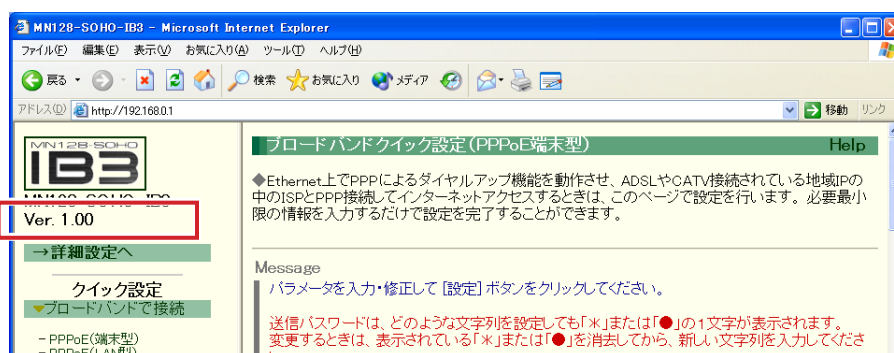 MN128-SOHO-IB3 - Microsoft Internet Explorer
ファイル(F) 編集(E) 表示(V) お気に入り(A) ツール(T) ヘルプ(H)
戻る 検索 お気に入り メディア
アドレス(D) http://192.168.0.1 移動 リンク
MN128-SOHO
IB3
MN128-SOHO-IB3
Ver. 1.00
→詳細設定へ
クイック設定
ブロードバンドで接続
- PPPoE(端末型)
- PPPoE(LAN型)
ブロードバンドクイック設定(PPPoE端末型) Help
◆Ethernet上でPPPによるダイヤルアップ機能を動作させ、ADSLやCATV接続されている地域IPの
中のISPとPPP接続してインターネットアクセスするときは、このページで設定を行います。必要最小
限の情報を入力するだけで設定を完了することができます。
Message
パラメータを入力・修正して [設定] ボタンをクリックしてください。
送信パスワードは、どのような文字列を設定しても「*」または「●」の1文字が表示されます。
変更するときは、表示されている「*」または「●」を消去してから、新しい文字列を入力してくださ